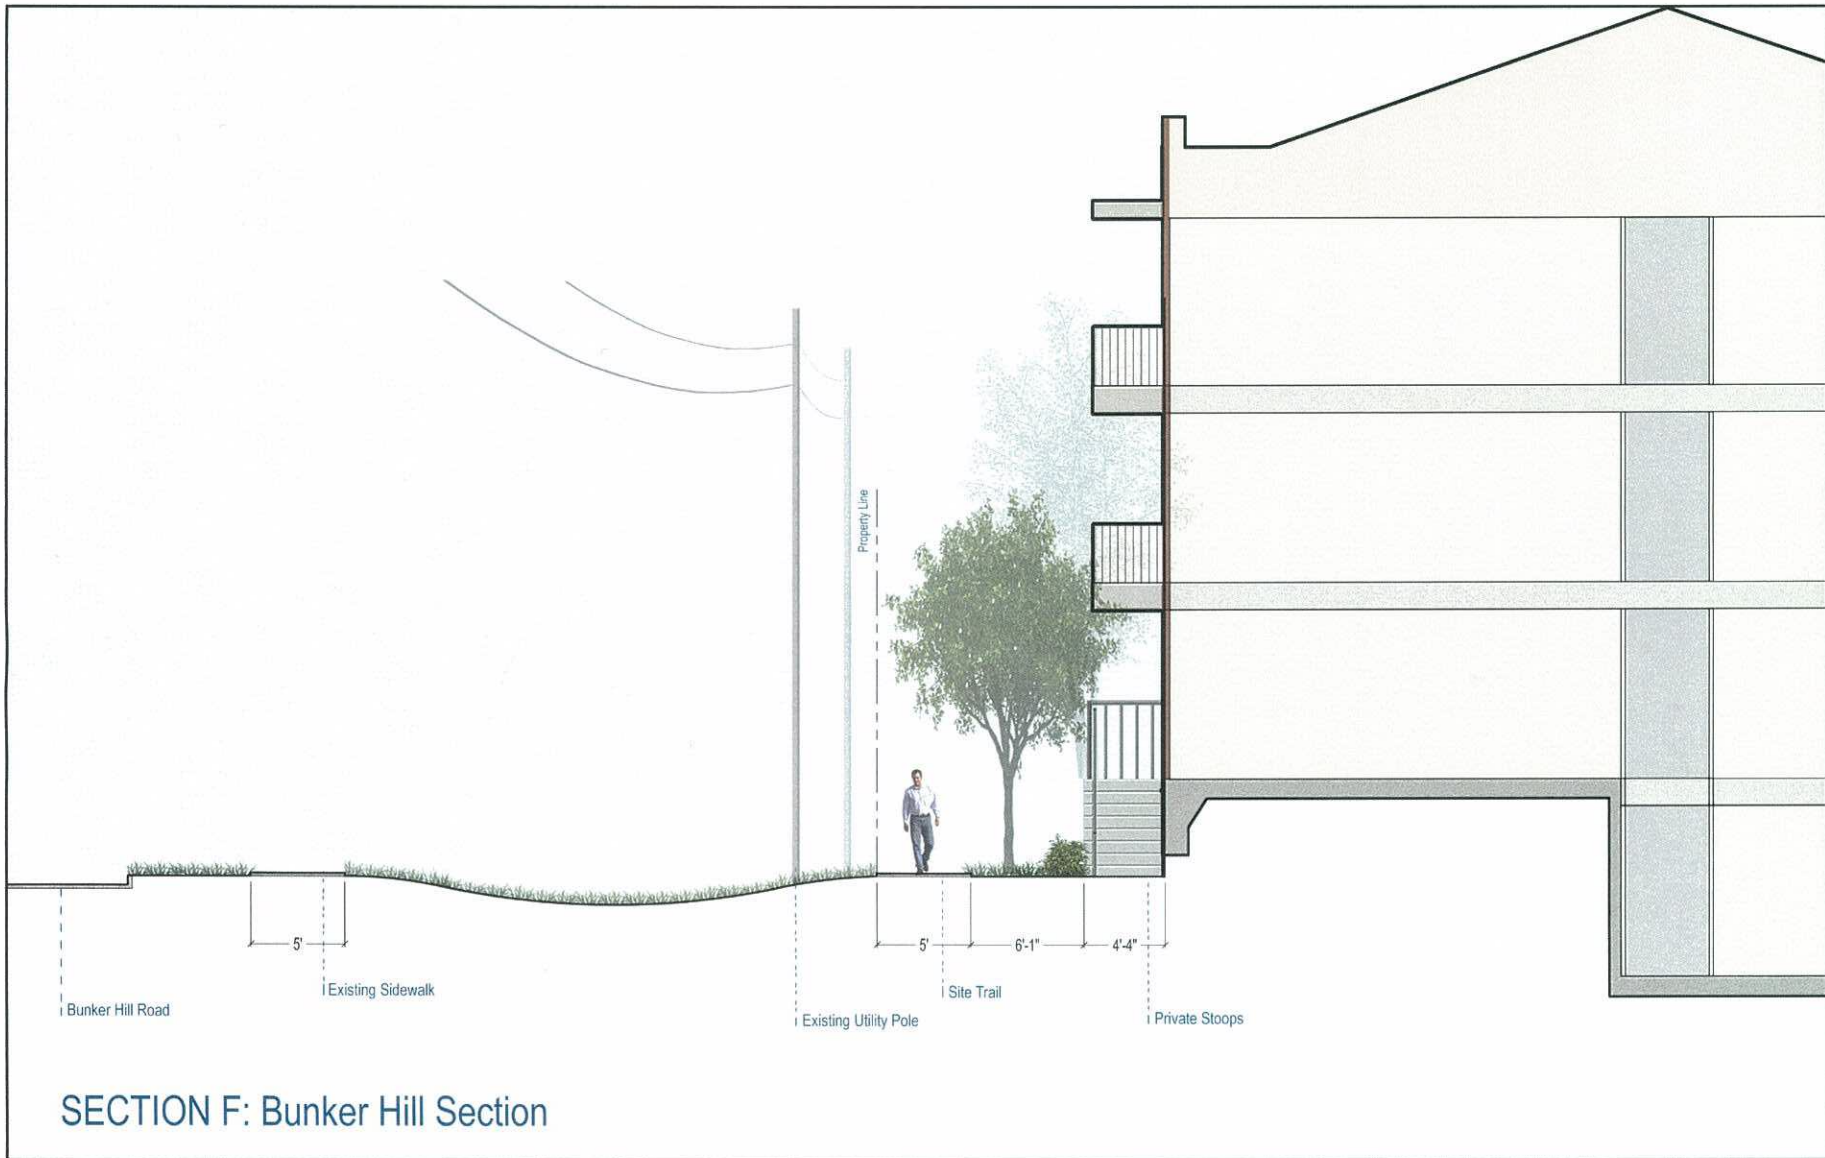 Property Line
5'
5'
6'-1"
4'-4"
Existing Sidewalk
Site Trail
Bunker Hill Road
Existing Utility Pole
Private Stoops
SECTION F: Bunker Hill Section